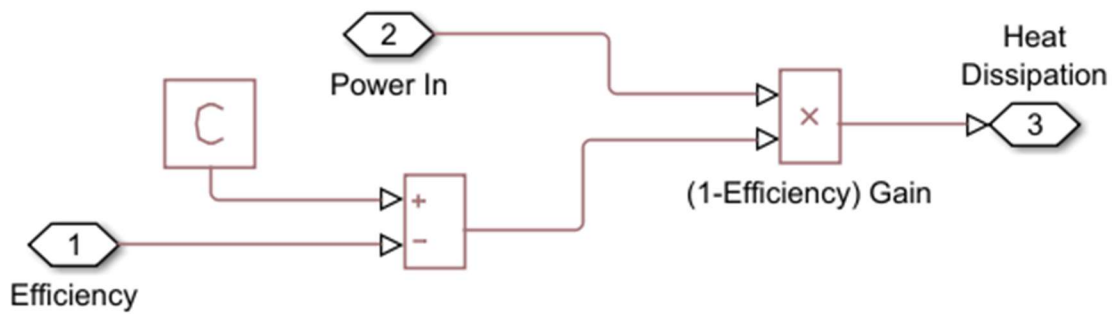 2
Power In
Heat
Dissipation
3
C
×
(1-Efficiency) Gain
+
−
1
Efficiency